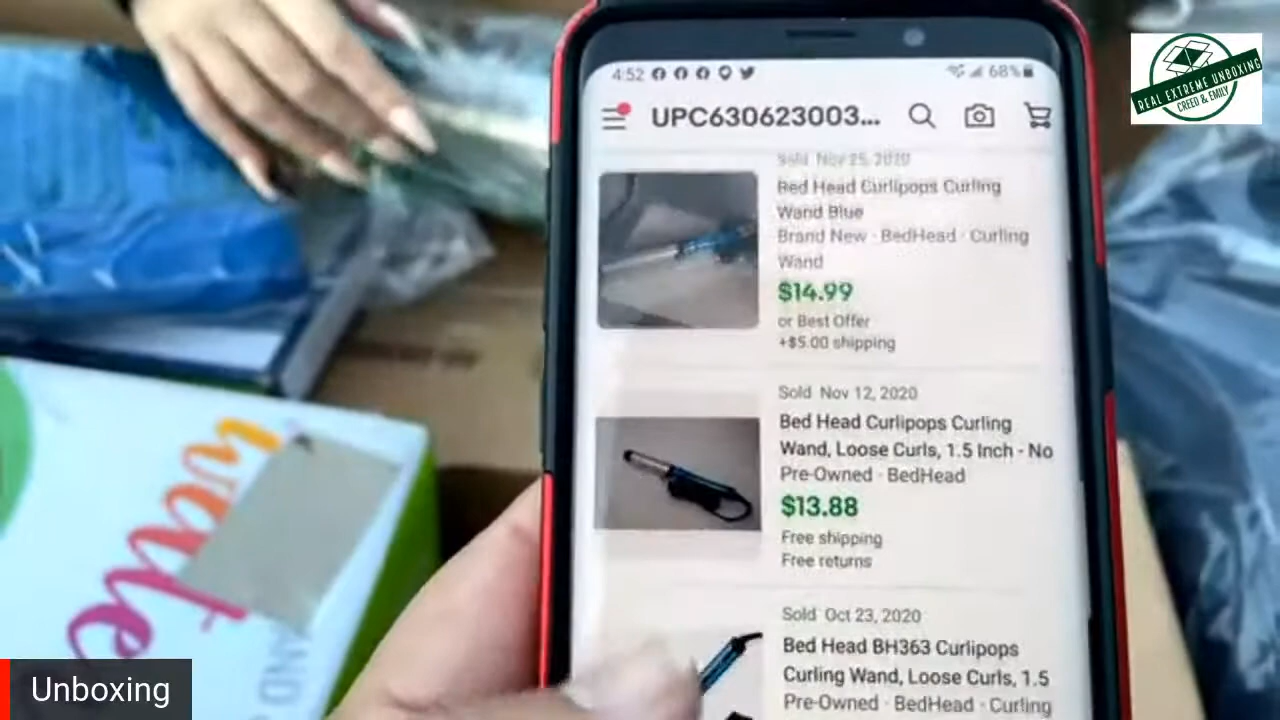 4:52
68%
UPC630623003...
Sold Nov 25, 2020
Bed Head Curlipops Curling
Wand Blue
Brand New · BedHead · Curling
Wand
$14.99
or Best Offer
+$5.00 shipping
Sold Nov 12, 2020
Bed Head Curlipops Curling
Wand, Loose Curls, 1.5 Inch - No
Pre-Owned · BedHead
$13.88
Free shipping
Free returns
Sold Oct 23, 2020
Bed Head BH363 Curlipops
Curling Wand, Loose Curls, 1.5
Pre-Owned · BedHead · Curling
REAL EXTREME UNBOXING
CREED & EMILY
Unboxing